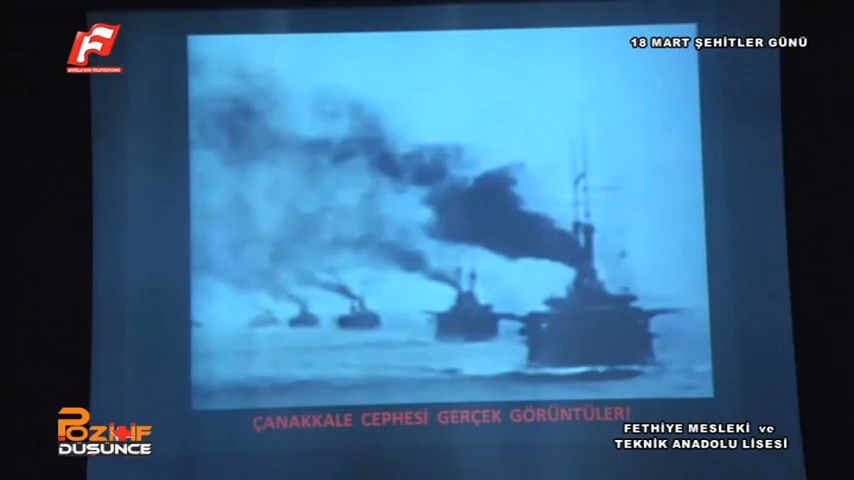 18 MART ŞEHİTLER GÜNÜ
ÇANAKKALE CEPHESİ GERÇEK GÖRÜNTÜLER!
POZİTİF
DÜŞÜNCE
FETHİYE MESLEKİ ve
TEKNİK ANADOLU LİSESİ